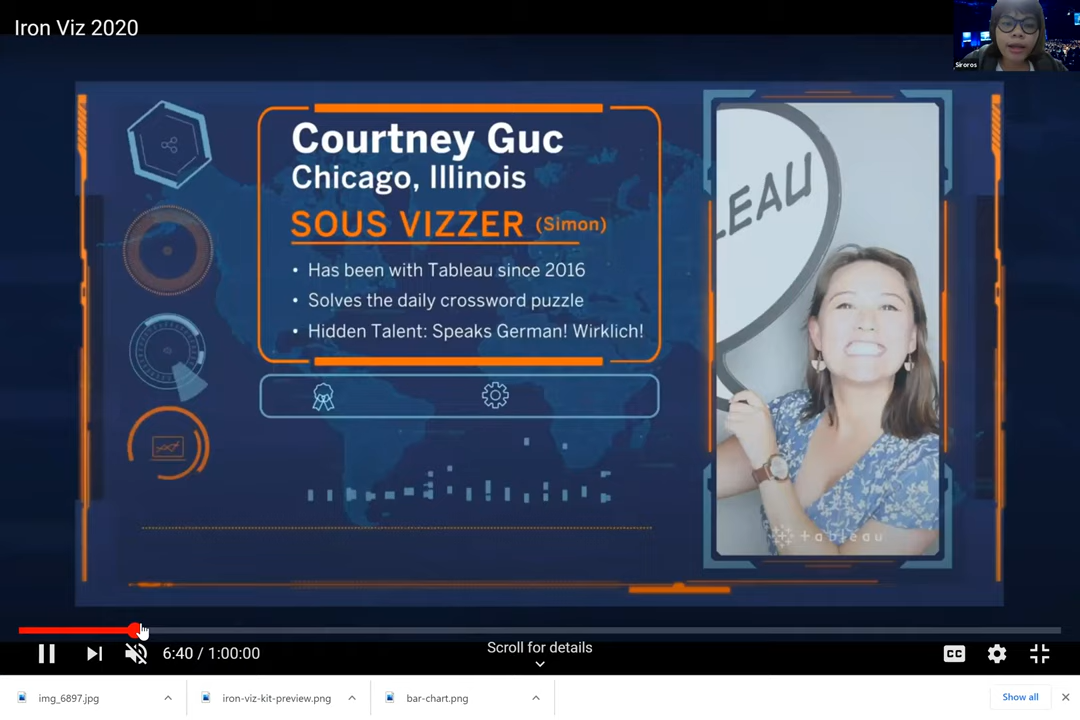 Iron Viz 2020
Siroros
Courtney Guc
Chicago, Illinois
SOUS VIZZER (Simon)
• Has been with Tableau since 2016
• Solves the daily crossword puzzle
• Hidden Talent: Speaks German! Wirklich!
LEAU
+ableau
6:40 / 1:00:00
Scroll for details
CC
img_6897.jpg
iron-viz-kit-preview.png
bar-chart.png
Show all